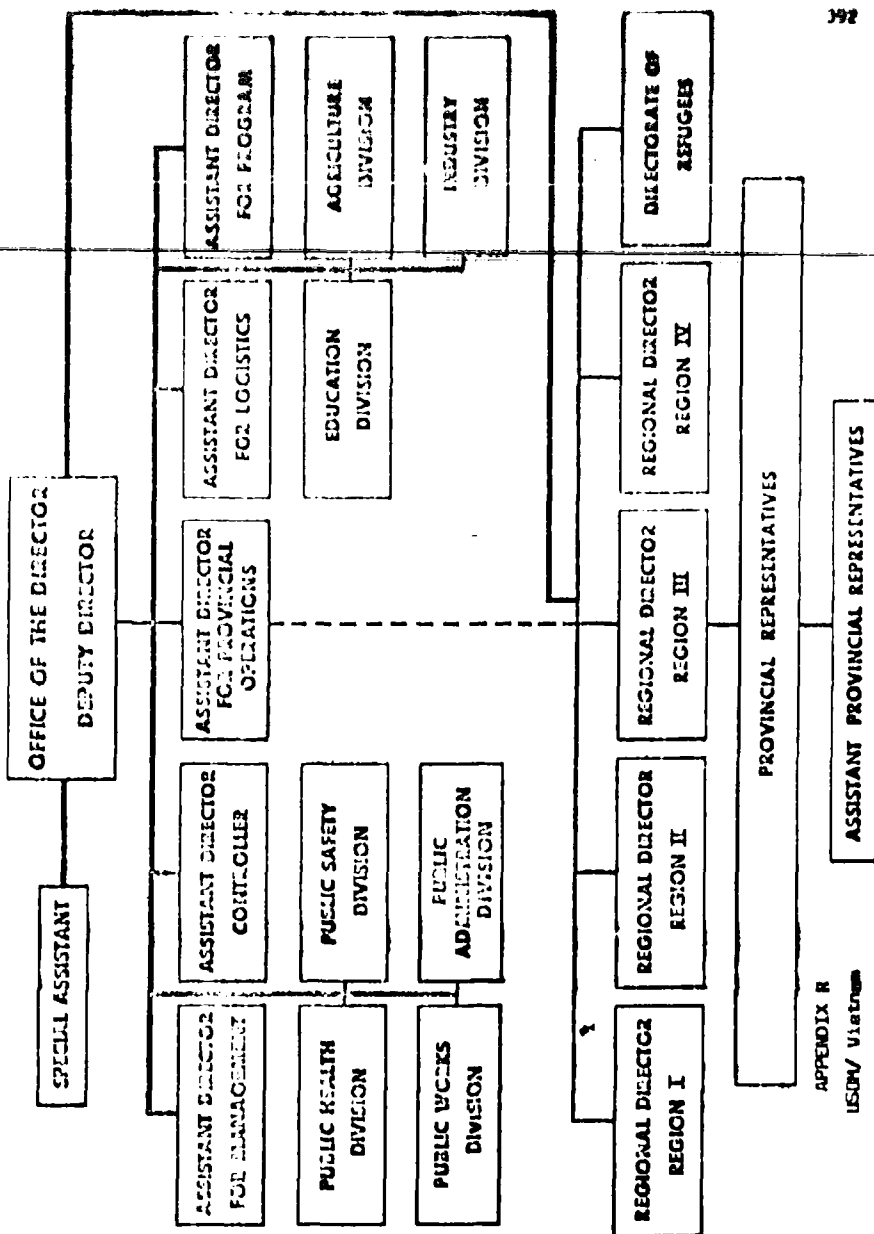 392
OFFICE OF THE DIRECTOR
DEPUTY DIRECTOR
SPECIAL ASSISTANT
ASSISTANT DIRECTOR
FOR MANAGEMENT
ASSISTANT DIRECTOR
CONTROLLER
ASSISTANT DIRECTOR
FOR PROVINCIAL
OPERATIONS
ASSISTANT DIRECTOR
FOR LOGISTICS
ASSISTANT DIRECTOR
FOR PROGRAM
PUBLIC HEALTH
DIVISION
PUBLIC SAFETY
DIVISION
EDUCATION
DIVISION
AGRICULTURE
DIVISION
PUBLIC WORKS
DIVISION
PUBLIC
ADMINISTRATION
DIVISION
INDUSTRY
DIVISION
REGIONAL DIRECTOR
REGION I
REGIONAL DIRECTOR
REGION II
REGIONAL DIRECTOR
REGION III
REGIONAL DIRECTOR
REGION IV
DIRECTORATE OF
REFUGEES
PROVINCIAL REPRESENTATIVES
ASSISTANT PROVINCIAL REPRESENTATIVES
APPENDIX R
USOM/ Vietnam